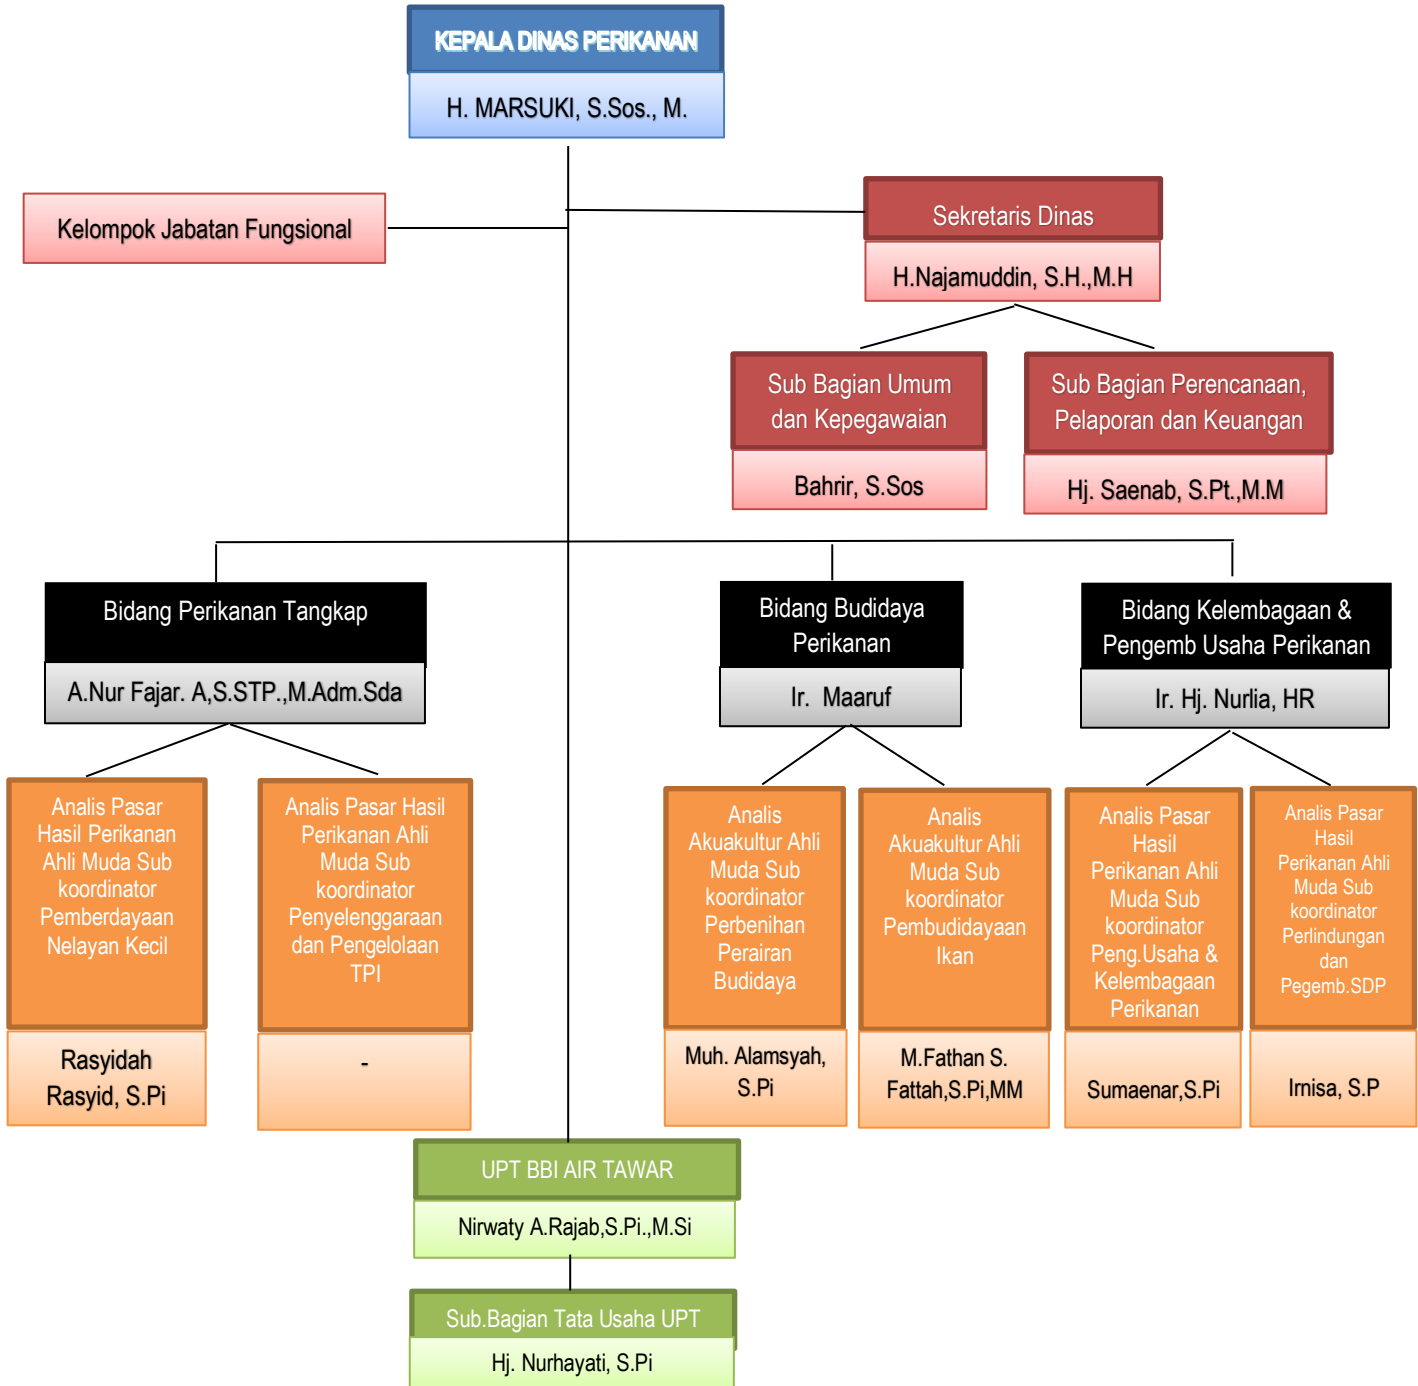 KEPALA DINAS PERIKANAN
H. MARSUKI, S.Sos., M.
Kelompok Jabatan Fungsional
Sekretaris Dinas
H.Najamuddin, S.H.,M.H
Sub Bagian Umum
dan Kepegawaian
Bahrir, S.Sos
Sub Bagian Perencanaan,
Pelaporan dan Keuangan
Hj. Saenab, S.Pt.,M.M
Bidang Perikanan Tangkap
A.Nur Fajar. A,S.STP.,M.Adm.Sda
Bidang Budidaya
Perikanan
Ir.  Maaruf
Bidang Kelembagaan &
Pengemb Usaha Perikanan
Ir. Hj. Nurlia, HR
Analis Pasar
Hasil Perikanan
Ahli Muda Sub
koordinator
Pemberdayaan
Nelayan Kecil
Rasyidah
Rasyid, S.Pi
Analis Pasar Hasil
Perikanan Ahli
Muda Sub
koordinator
Penyelenggaraan
dan Pengelolaan
TPI
-
Analis
Akuakultur Ahli
Muda Sub
koordinator
Perbenihan
Perairan
Budidaya
Muh. Alamsyah,
S.Pi
Analis
Akuakultur Ahli
Muda Sub
koordinator
Pembudidayaan
Ikan
M.Fathan S.
Fattah,S.Pi,MM
Analis Pasar
Hasil
Perikanan Ahli
Muda Sub
koordinator
Peng.Usaha &
Kelembagaan
Perikanan
Sumaenar,S.Pi
Analis Pasar
Hasil
Perikanan Ahli
Muda Sub
koordinator
Perlindungan
dan
Pegemb.SDP
Irnisa, S.P
UPT BBI AIR TAWAR
Nirwaty A.Rajab,S.Pi.,M.Si
Sub.Bagian Tata Usaha UPT
Hj. Nurhayati, S.Pi